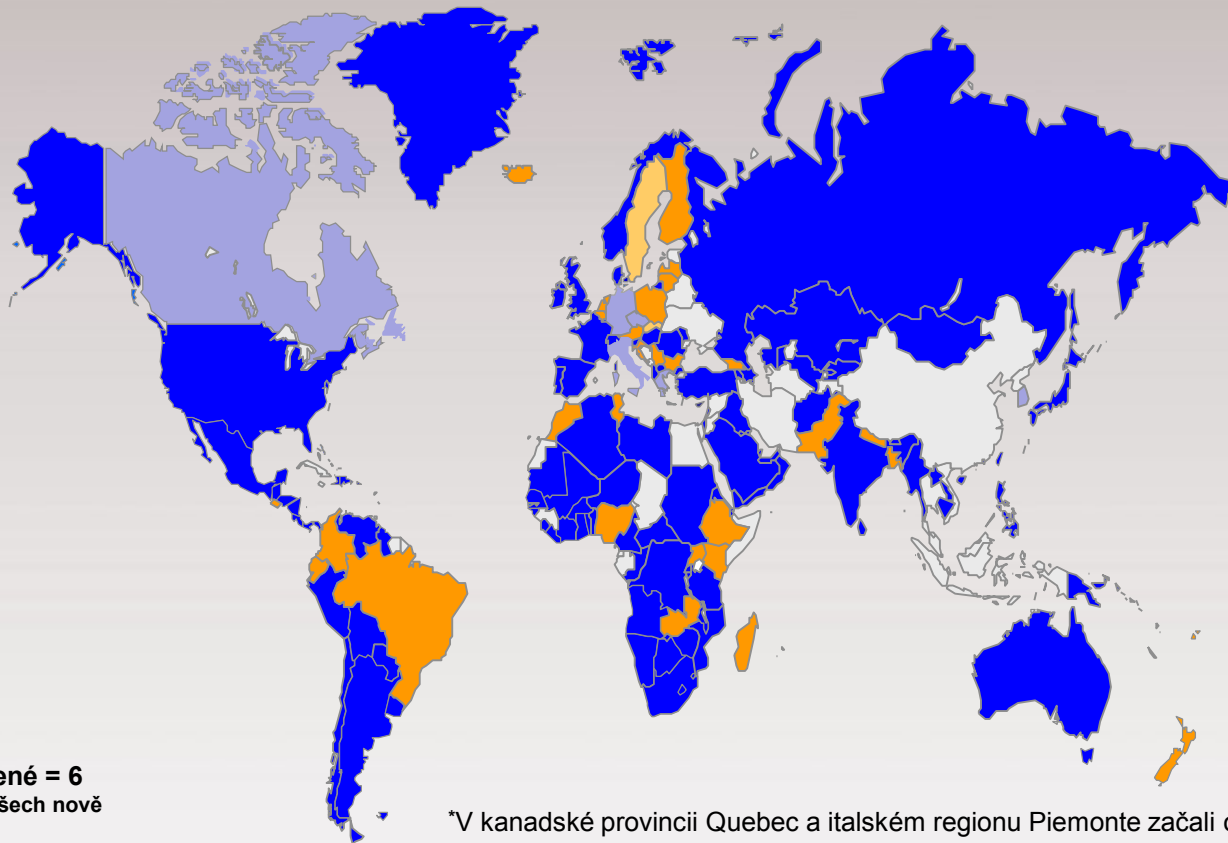 ené = 6
šech nově
*V kanadské provincii Quebec a italském regionu Piemonte začali